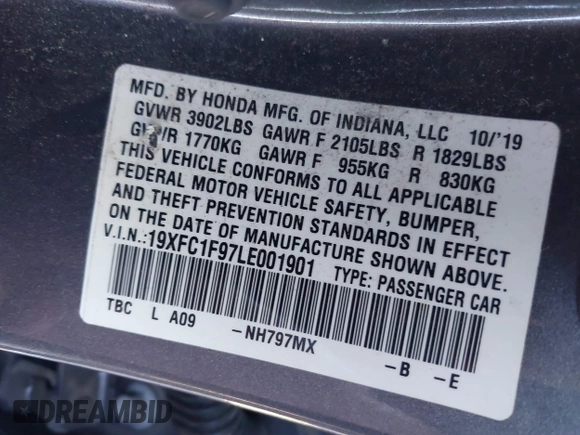 MFD. BY HONDA MFG. OF INDIANA, LLC 10/'19
GVWR 3902LBS GAWR F 2105LBS R 1829LBS
GVWR 1770KG GAWR F 955KG R 830KG
THIS VEHICLE CONFORMS TO ALL APPLICABLE
FEDERAL MOTOR VEHICLE SAFETY, BUMPER,
AND THEFT PREVENTION STANDARDS IN EFFECT
ON THE DATE OF MANUFACTURE SHOWN ABOVE.
V.I.N.:19XFC1F97LE001901 TYPE: PASSENGER CAR
TBC L A09 -NH797MX -B -E
DREAMBID